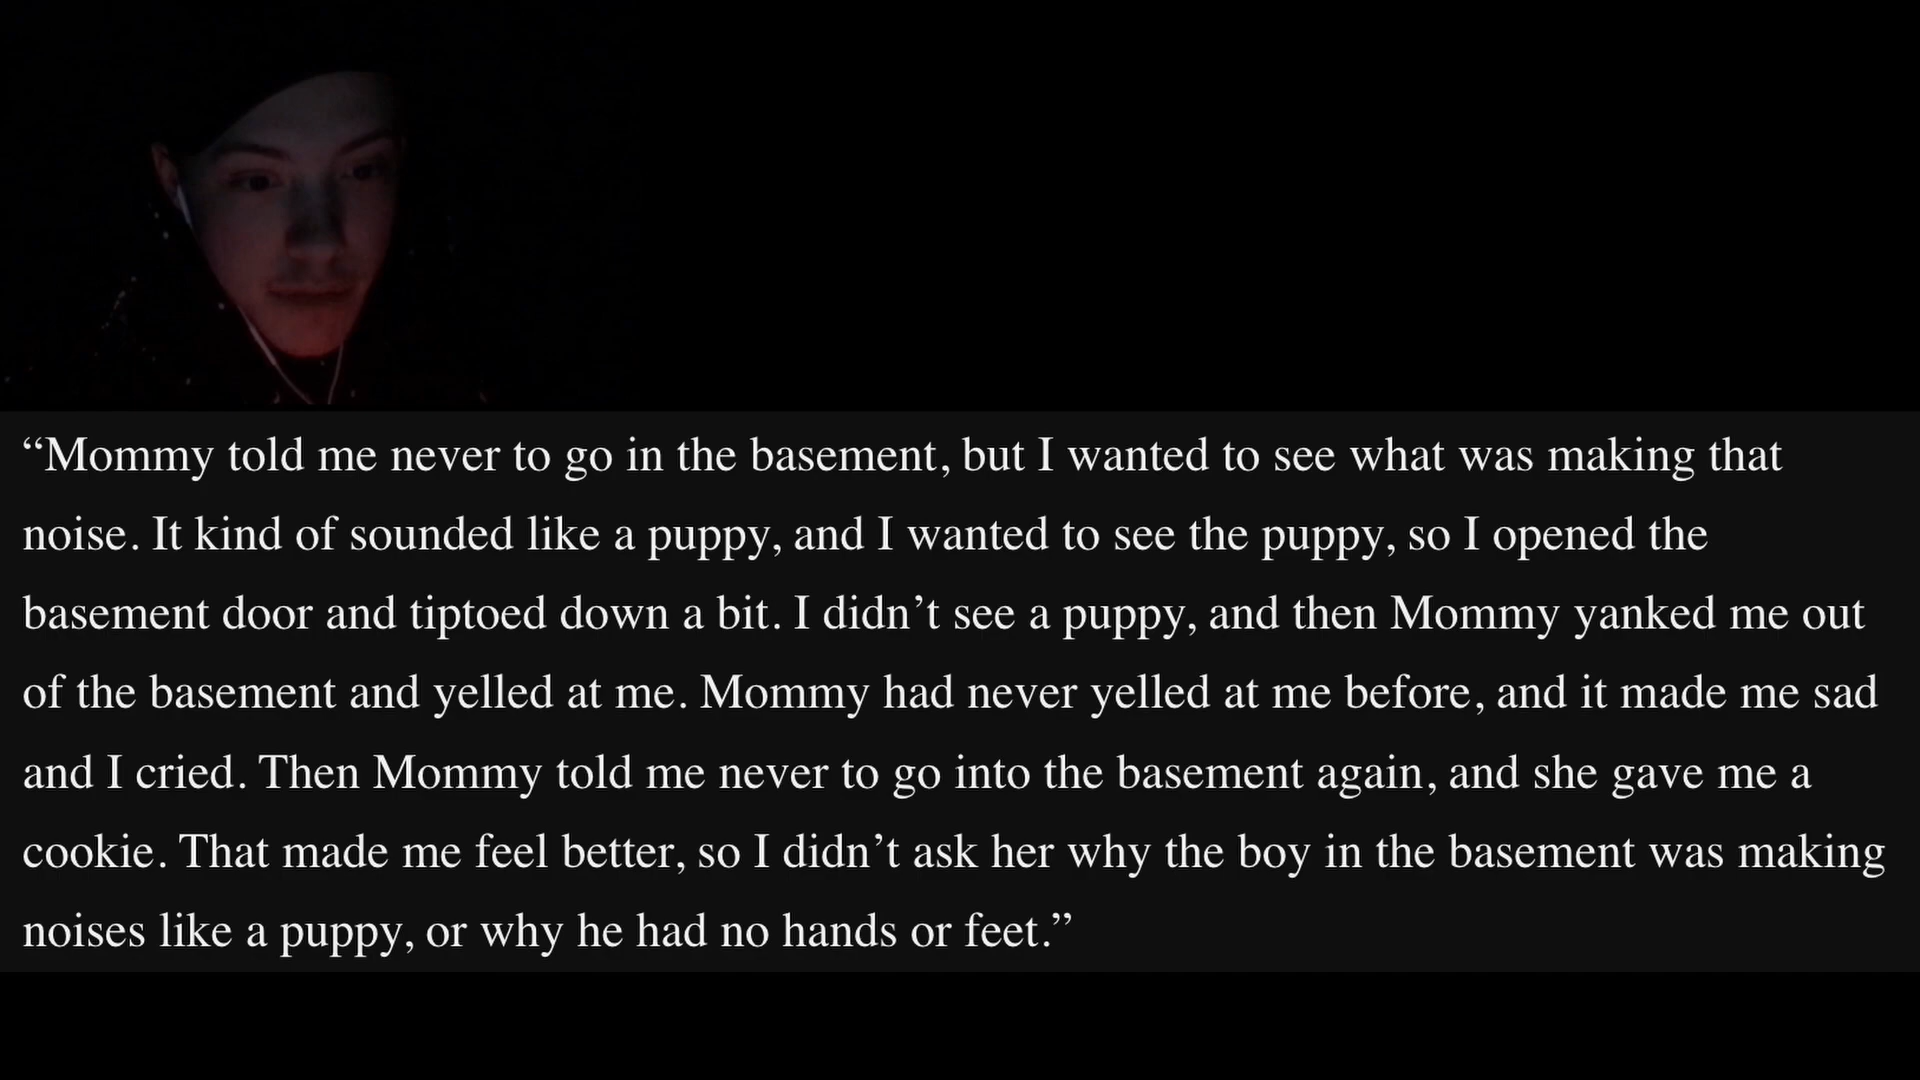 “Mommy told me never to go in the basement, but I wanted to see what was making that
noise. It kind of sounded like a puppy, and I wanted to see the puppy, so I opened the
basement door and tiptoed down a bit. I didn’t see a puppy, and then Mommy yanked me out
of the basement and yelled at me. Mommy had never yelled at me before, and it made me sad
and I cried. Then Mommy told me never to go into the basement again, and she gave me a
cookie. That made me feel better, so I didn’t ask her why the boy in the basement was making
noises like a puppy, or why he had no hands or feet.”